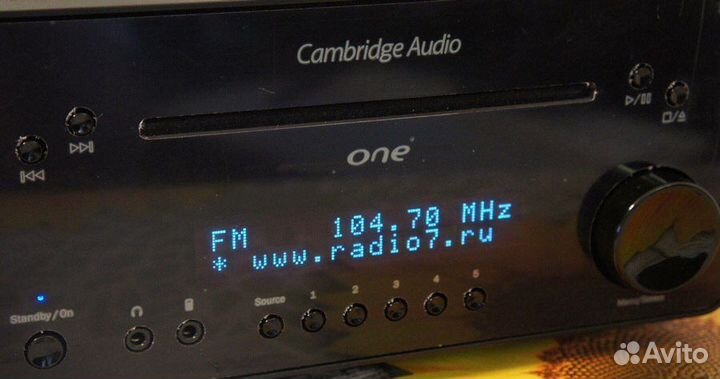 Cambridge Audio
one
FM 104.70 MHz
* www.radio7.ru
Standby/On
Source 1 2 3 4 5
Avito